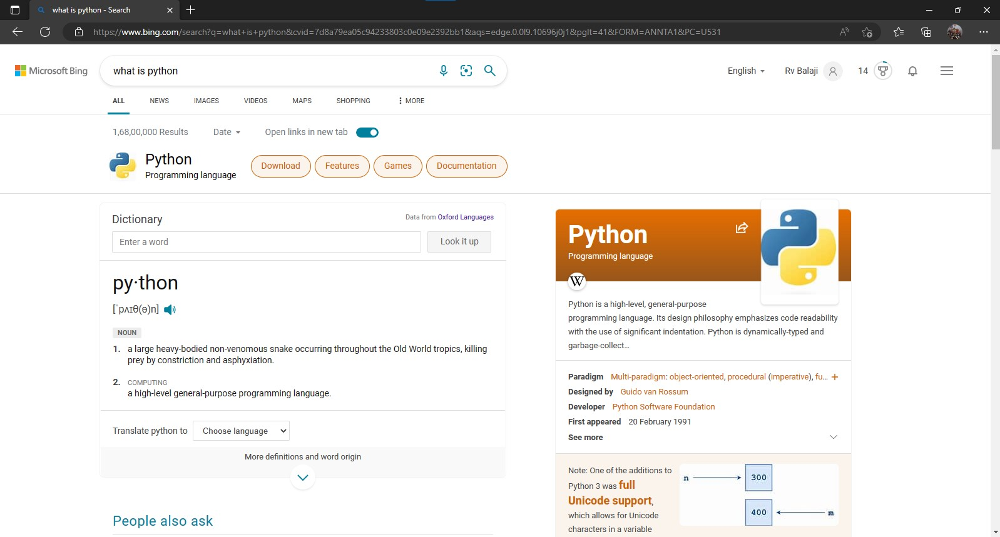 what is python - Search
https://www.bing.com/search?q=what+is+python&cvid=7d8a79ea05c94233803c0e09e2392bb1&aqs=edge.0.0l9.10696j0j1&pglt=41&FORM=ANNTA1&PC=U531
Microsoft Bing
what is python
English
Rv Balaji
14
ALL NEWS IMAGES VIDEOS MAPS SHOPPING MORE
1,68,00,000 Results Date Open links in new tab
Python
Programming language
Download Features Games Documentation
Dictionary
Data from Oxford Languages
Enter a word
Look it up
py·thon
[ˈpʌɪθ(ə)n]
NOUN
1. a large heavy-bodied non-venomous snake occurring throughout the Old World tropics, killing
prey by constriction and asphyxiation.
2. COMPUTING
a high-level general-purpose programming language.
Translate python to Choose language
More definitions and word origin
People also ask
Python
Programming language
W
Python is a high-level, general-purpose
programming language. Its design philosophy emphasizes code readability
with the use of significant indentation. Python is dynamically-typed and
garbage-collect...
Paradigm Multi-paradigm: object-oriented, procedural (imperative), fu... +
Designed by Guido van Rossum
Developer Python Software Foundation
First appeared 20 February 1991
See more
Note: One of the additions to
Python 3 was full
Unicode support,
which allows for Unicode
characters in a variable
n 300
400 m